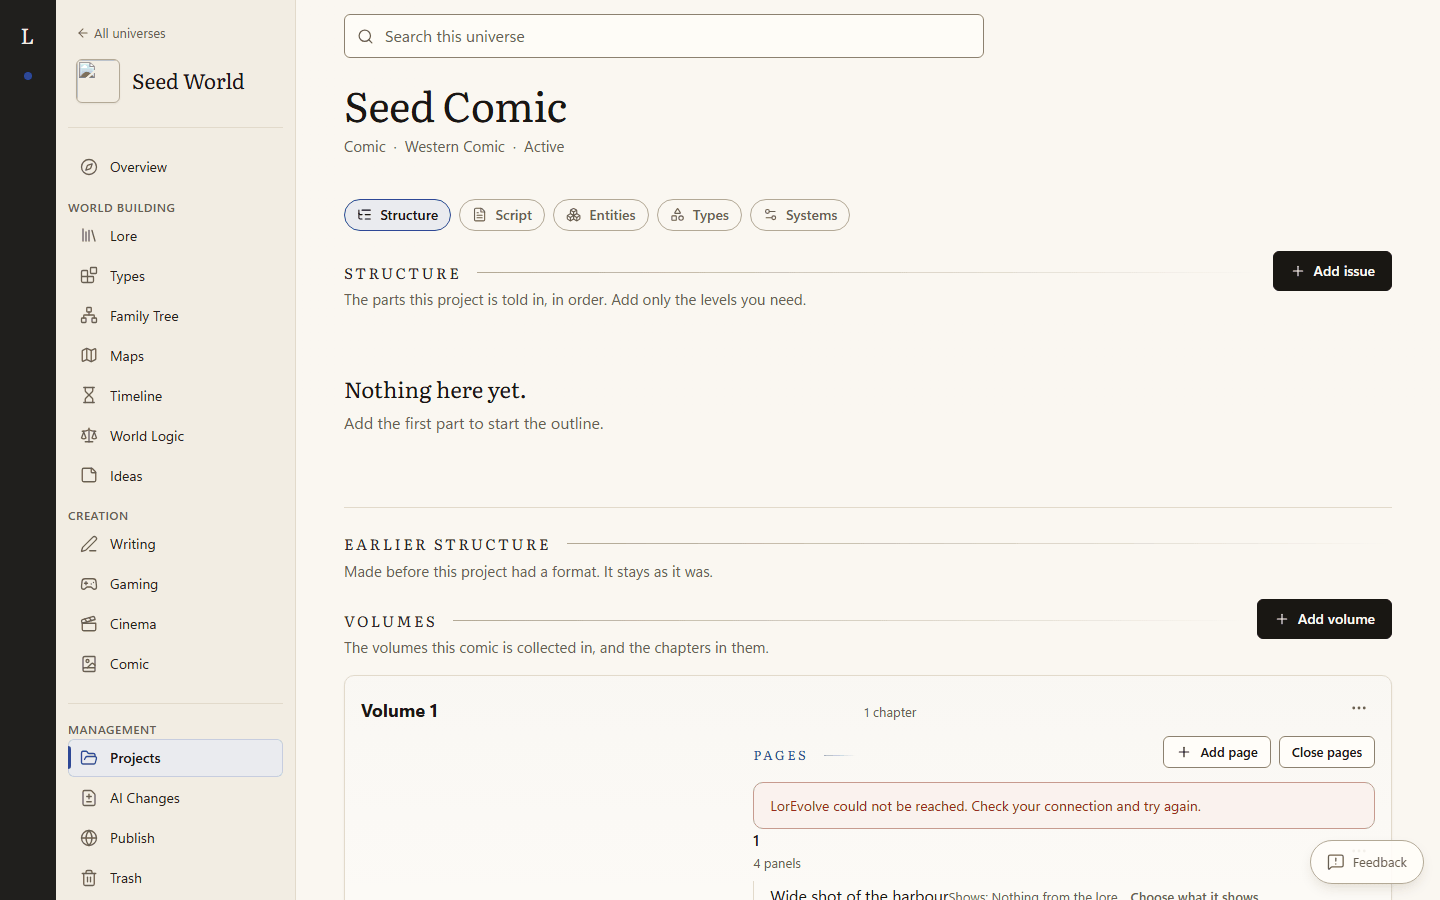 L
All universes
Seed World
Overview
WORLD BUILDING
Lore
Types
Family Tree
Maps
Timeline
World Logic
Ideas
CREATION
Writing
Gaming
Cinema
Comic
MANAGEMENT
Projects
AI Changes
Publish
Trash
Search this universe
Seed Comic
Comic · Western Comic · Active
Structure Script Entities Types Systems
STRUCTURE
Add issue
The parts this project is told in, in order. Add only the levels you need.
Nothing here yet.
Add the first part to start the outline.
EARLIER STRUCTURE
Made before this project had a format. It stays as it was.
VOLUMES
Add volume
The volumes this comic is collected in, and the chapters in them.
Volume 1 1 chapter
PAGES Add page Close pages
LorEvolve could not be reached. Check your connection and try again.
1
4 panels
Feedback
Wide shot of the harbourShows: Nothing from the lore Choose what it shows